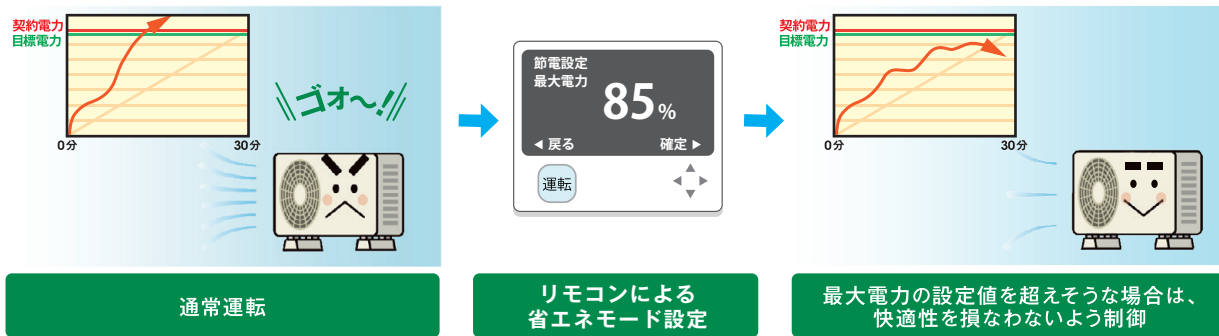 契約電力
目標電力
0分
30分
ゴオ〜!
通常運転
節電設定
最大電力
85%
◀ 戻る
確定 ▶
運転
リモコンによる
省エネモード設定
契約電力
目標電力
0分
30分
最大電力の設定値を超えそうな場合は、
快適性を損なわないよう制御